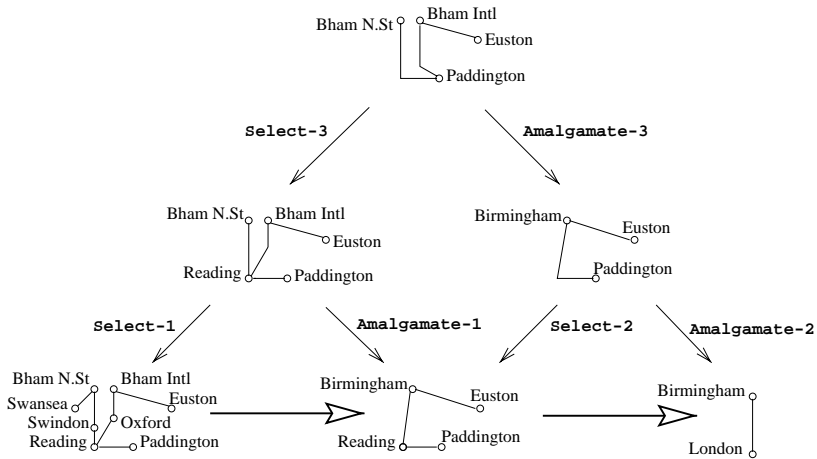 Bham N.St
Bham Intl
Euston
Paddington
Select-3
Amalgamate-3
Bham N.St
Bham Intl
Euston
Reading
Paddington
Birmingham
Euston
Paddington
Select-1
Amalgamate-1
Select-2
Amalgamate-2
Bham N.St
Bham Intl
Swansea
Euston
Swindon
Oxford
Reading
Paddington
Birmingham
Euston
Reading
Paddington
Birmingham
London